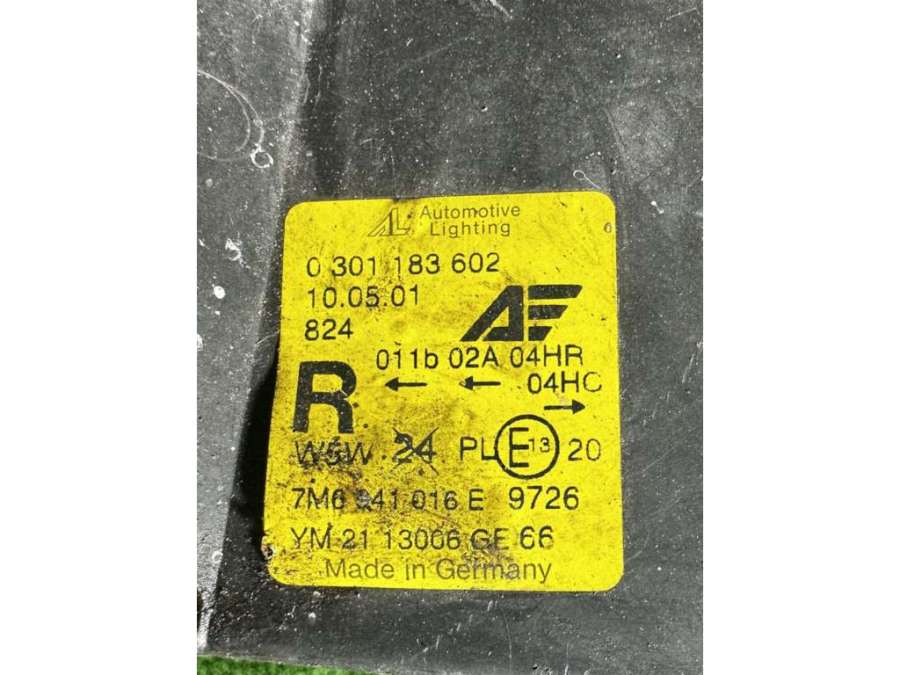 AL Automotive
Lighting
0 301 183 602
10.05.01
824
AF
011b 02A 04HR
R ← ← 04HC
→
W5W 24 PL E 13 20
7M6 941 016 E 9726
YM 21 13006 GE 66
Made in Germany